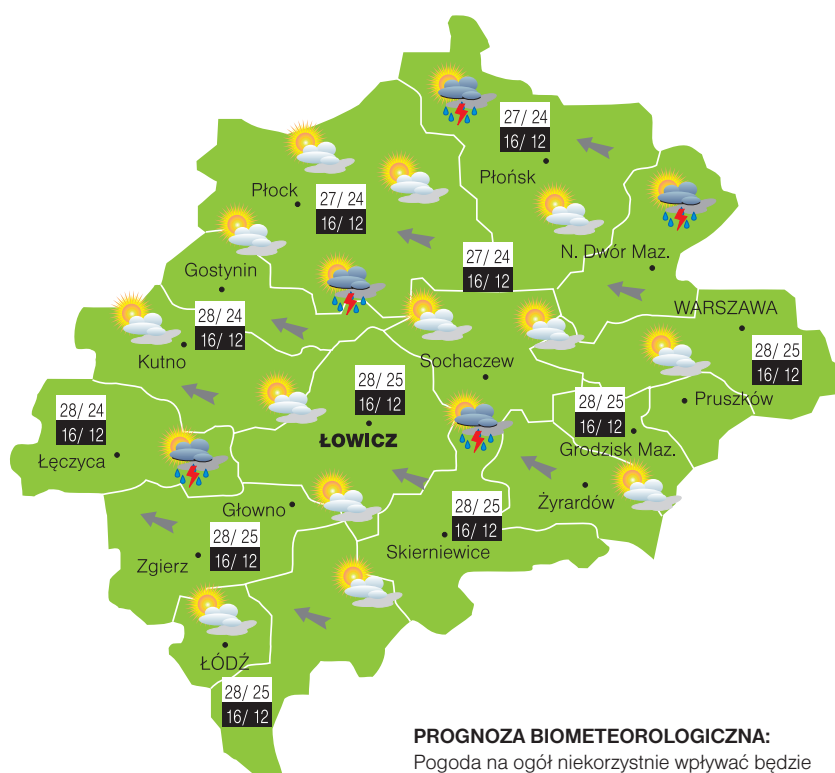 27/ 24
16/ 12
Płońsk
Płock
27/ 24
16/ 12
N. Dwór Maz.
Gostynin
27/ 24
16/ 12
WARSZAWA
28/ 24
16/ 12
Kutno
Sochaczew
28/ 25
16/ 12
28/ 25
16/ 12
Pruszków
28/ 24
16/ 12
Łęczyca
ŁOWICZ
28/ 25
16/ 12
Grodzisk Maz.
Głowno
28/ 25
16/ 12
Żyrardów
Skierniewice
28/ 25
16/ 12
Zgierz
ŁÓDŹ
28/ 25
16/ 12
PROGNOZA BIOMETEOROLOGICZNA:
Pogoda na ogół niekorzystnie wpływać będzie